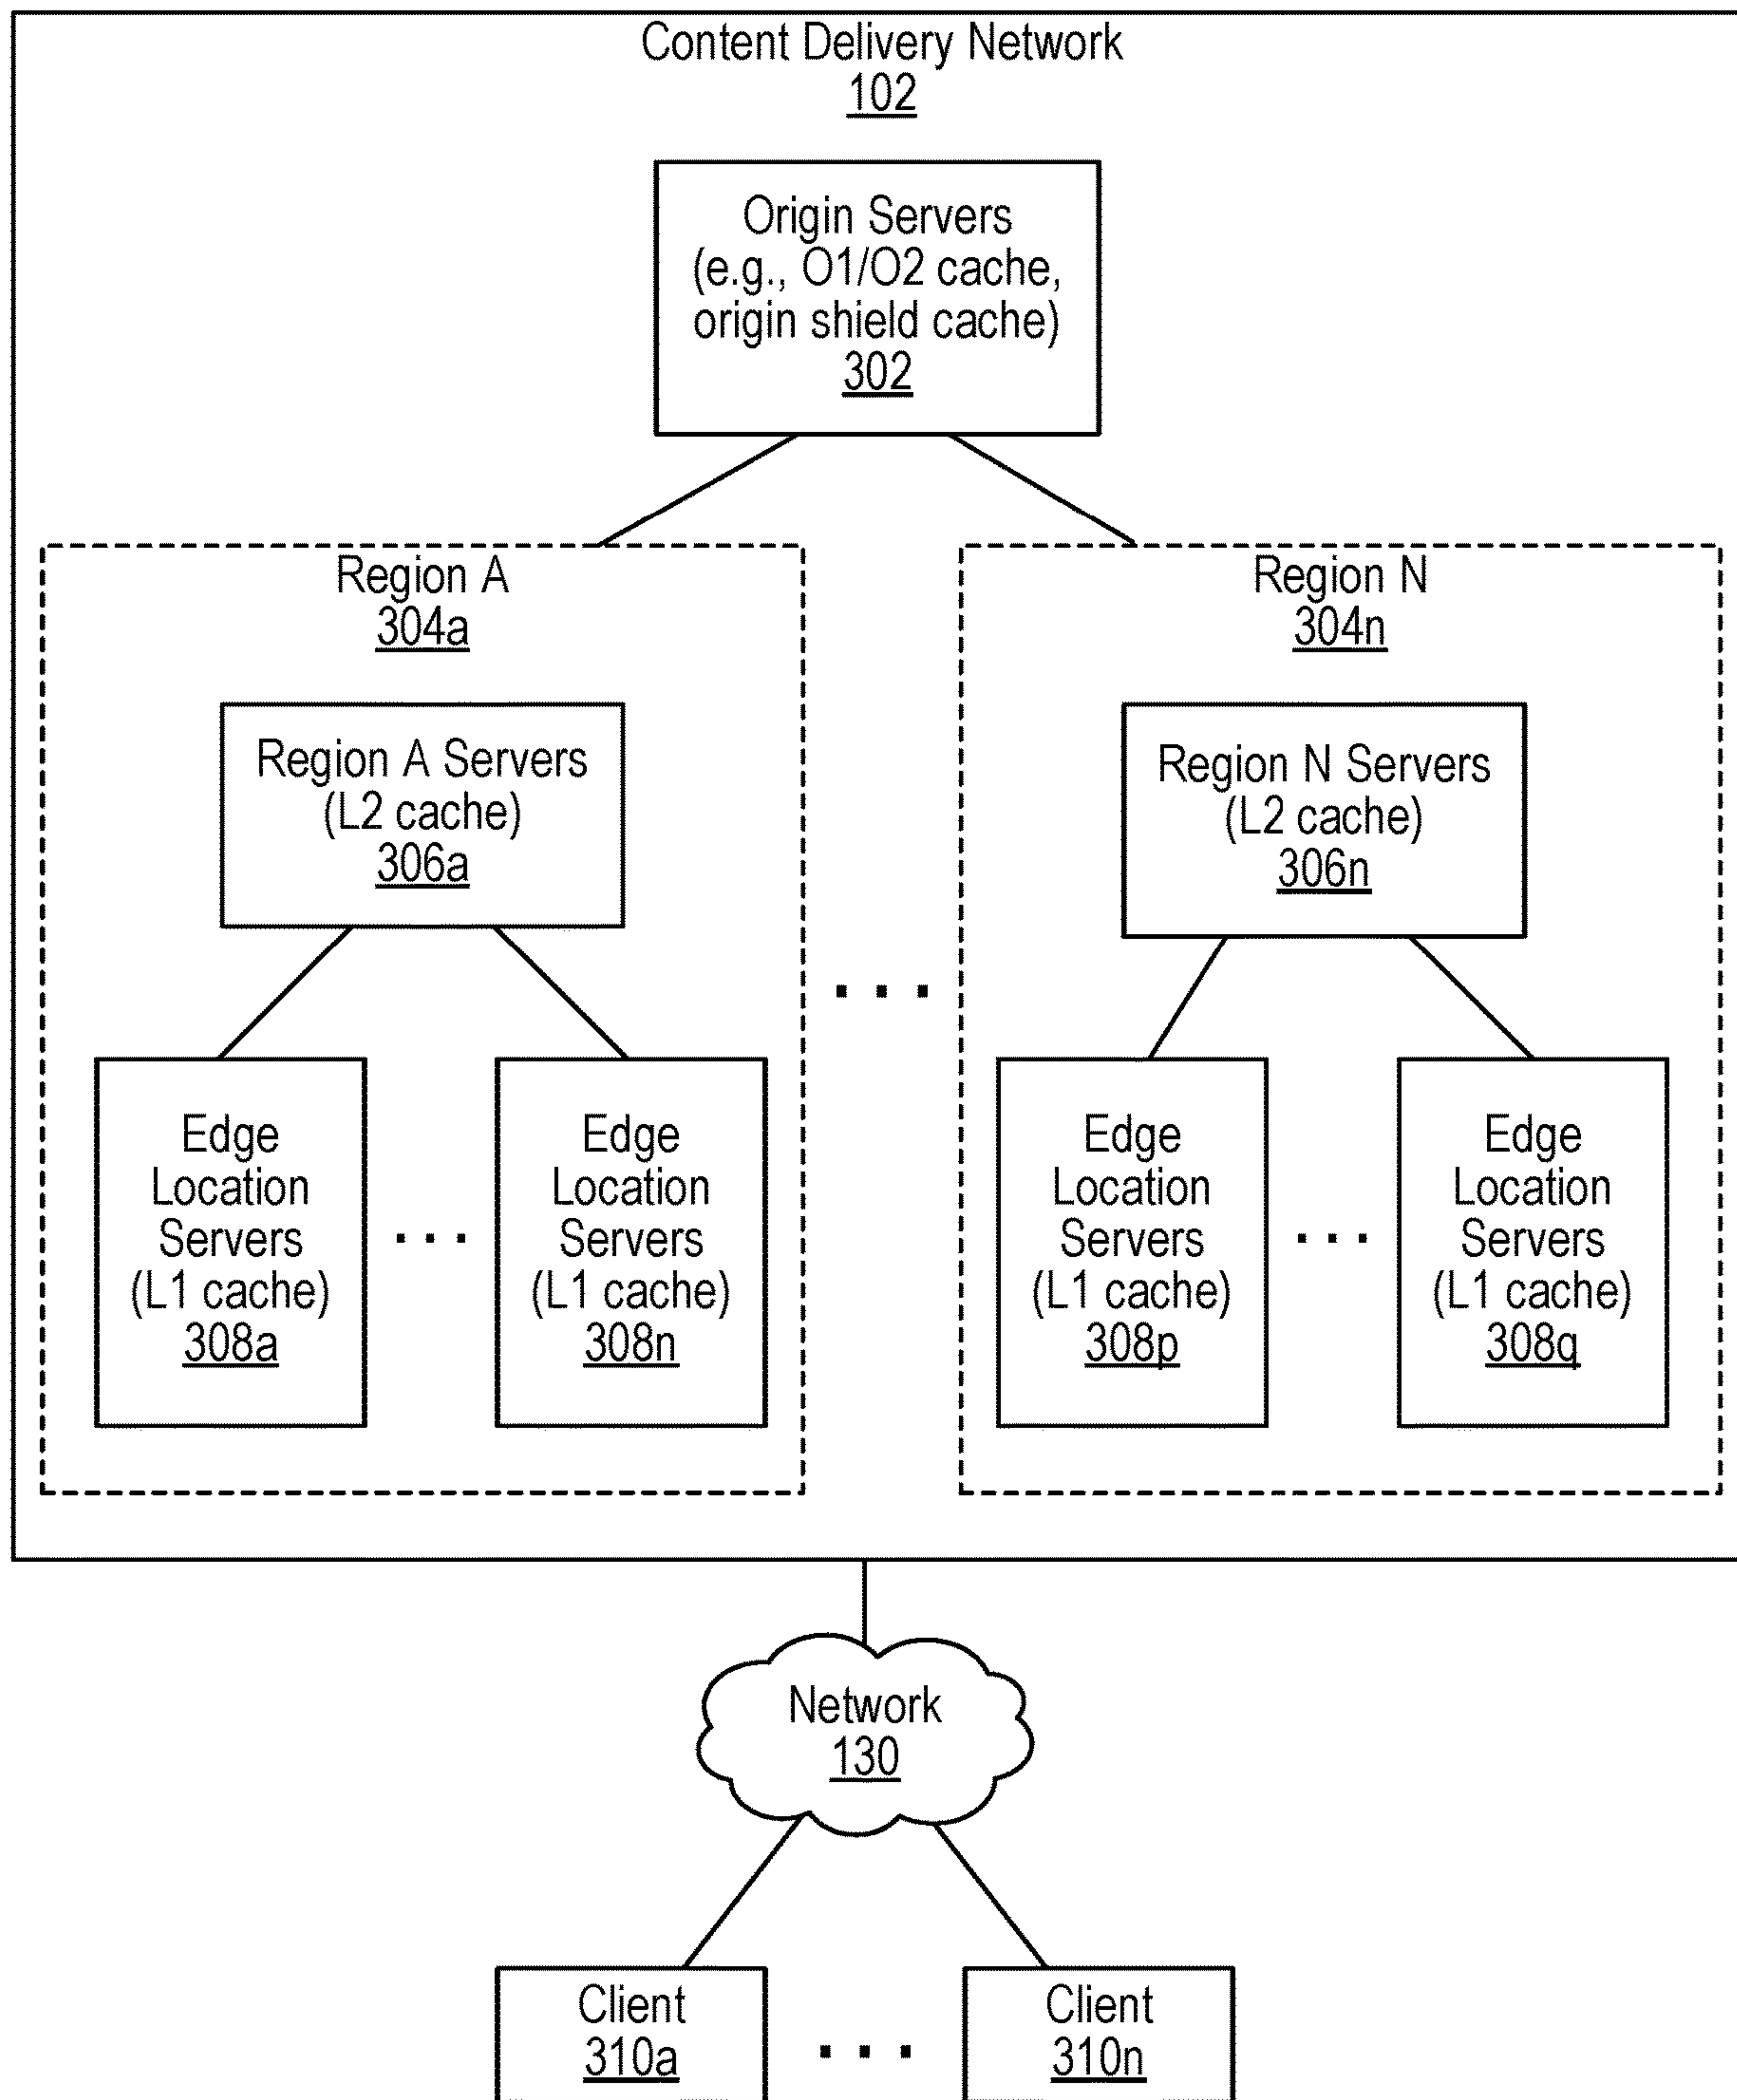 Content Delivery Network
102
Origin Servers
(e.g., O1/O2 cache,
origin shield cache)
302
Region A
304a
Region A Servers
(L2 cache)
306a
Edge
Location
Servers
(L1 cache)
308a
...
Edge
Location
Servers
(L1 cache)
308n
...
Region N
304n
Region N Servers
(L2 cache)
306n
Edge
Location
Servers
(L1 cache)
308p
...
Edge
Location
Servers
(L1 cache)
308q
Network
130
Client
310a
...
Client
310n